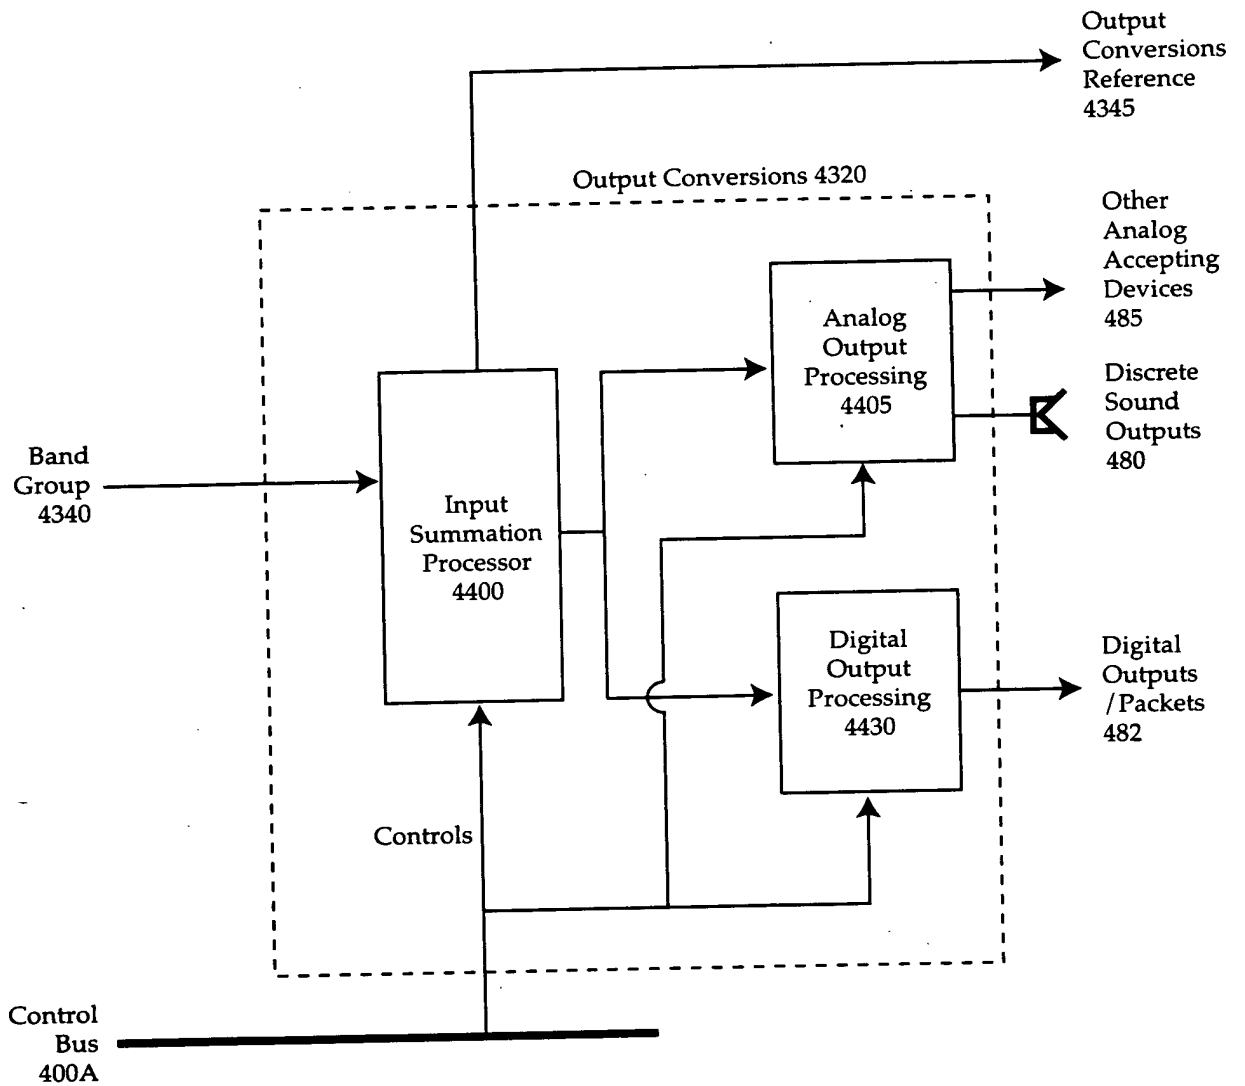 Output
Conversions
Reference
4345
Output Conversions 4320
Other
Analog
Accepting
Devices
485
Analog
Output
Processing
4405
Discrete
Sound
Outputs
480
Band
Group
4340
Input
Summation
Processor
4400
Digital
Output
Processing
4430
Digital
Outputs
/Packets
482
Controls
Control
Bus
400A